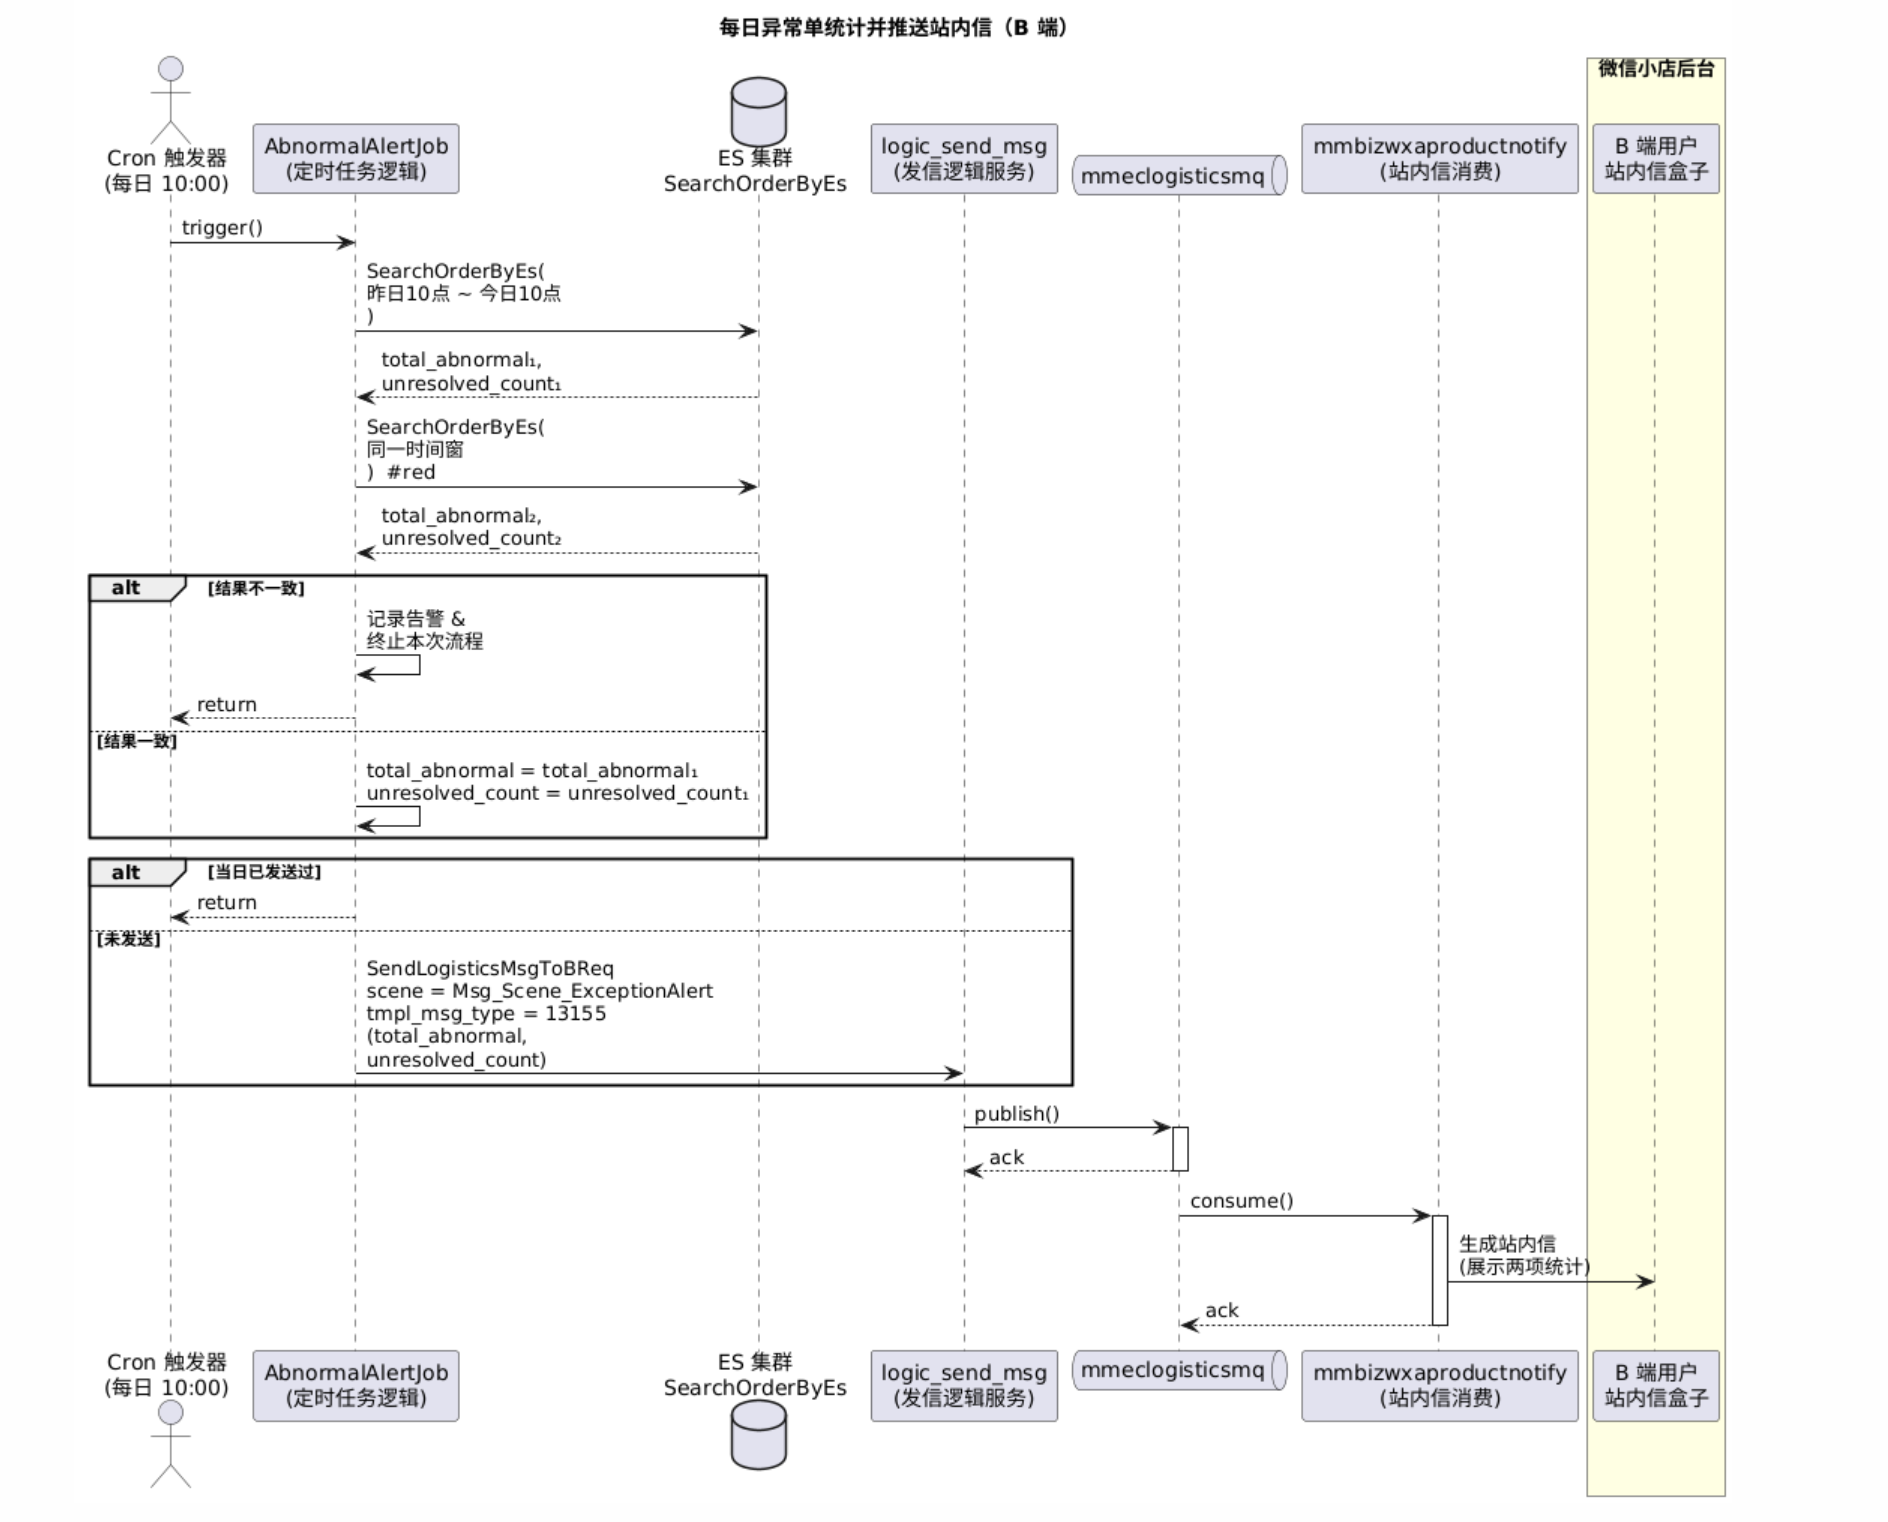 每日异常单统计并推送站内信（B 端）
微信小店后台
Cron 触发器
(每日 10:00)
AbnormalAlertJob
(定时任务逻辑)
ES 集群
SearchOrderByEs
logic_send_msg
(发信逻辑服务)
mmeclogisticsmq
mmbizwxaproductnotify
(站内信消费)
B 端用户
站内信盒子
trigger()
SearchOrderByEs(
昨日10点 ~ 今日10点
)
total_abnormal₁,
unresolved_count₁
SearchOrderByEs(
同一时间窗
) #red
total_abnormal₂,
unresolved_count₂
alt [结果不一致]
记录告警 &
终止本次流程
return
[结果一致]
total_abnormal = total_abnormal₁
unresolved_count = unresolved_count₁
alt [当日已发送过]
return
[未发送]
SendLogisticsMsgToBReq
scene = Msg_Scene_ExceptionAlert
tmpl_msg_type = 13155
(total_abnormal,
unresolved_count)
publish()
ack
consume()
生成站内信
(展示两项统计)
ack
Cron 触发器
(每日 10:00)
AbnormalAlertJob
(定时任务逻辑)
ES 集群
SearchOrderByEs
logic_send_msg
(发信逻辑服务)
mmeclogisticsmq
mmbizwxaproductnotify
(站内信消费)
B 端用户
站内信盒子